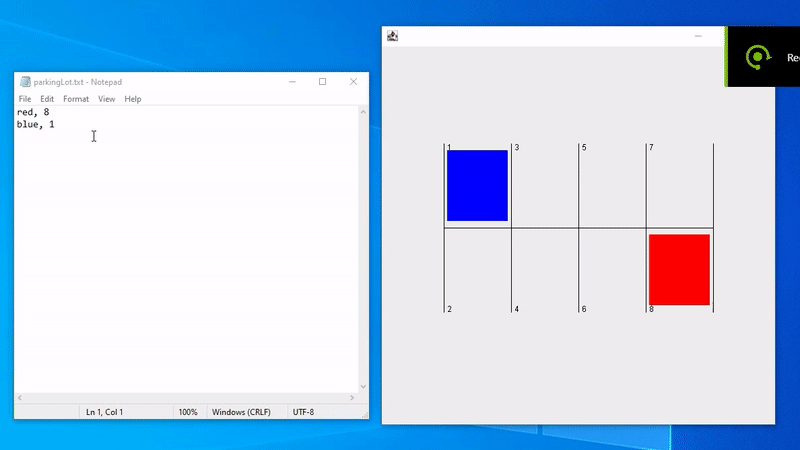 parkingLot.txt - Notepad
File Edit Format View Help
red, 8
blue, 1
Ln 1, Col 1 100% Windows (CRLF) UTF-8
1 3 5 7
2 4 6 8